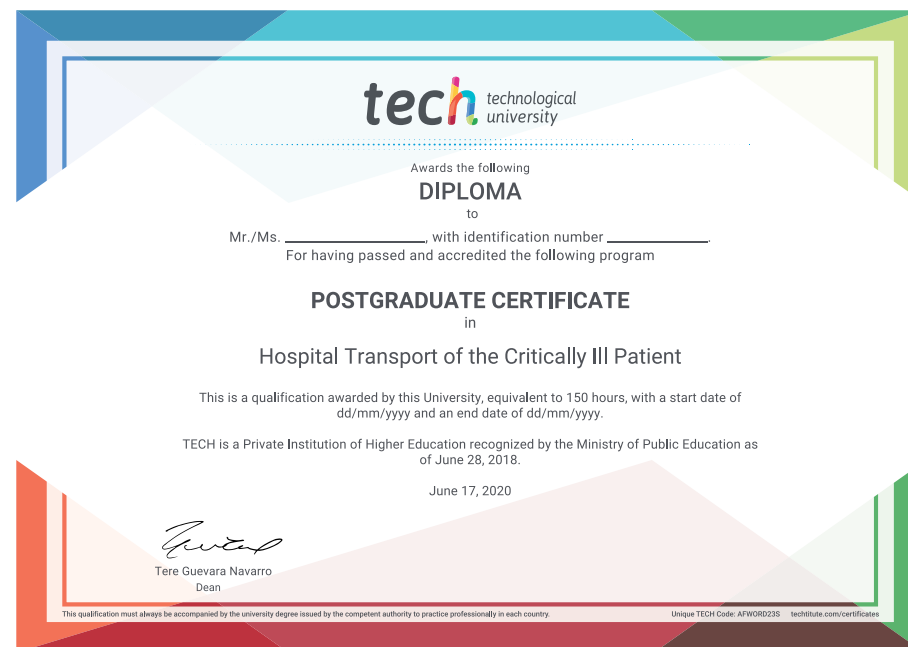 tech technological
university
Awards the following
DIPLOMA
to
Mr./Ms. ____________________, with identification number ______________.
For having passed and accredited the following program
POSTGRADUATE CERTIFICATE
in
Hospital Transport of the Critically Ill Patient
This is a qualification awarded by this University, equivalent to 150 hours, with a start date of
dd/mm/yyyy and an end date of dd/mm/yyyy.
TECH is a Private Institution of Higher Education recognized by the Ministry of Public Education as
of June 28, 2018.
June 17, 2020
Tere Guevara Navarro
Dean
This qualification must always be accompanied by the university degree issued by the competent authority to practice professionally in each country. Unique TECH Code: AFWORD23S techtitute.com/certificates